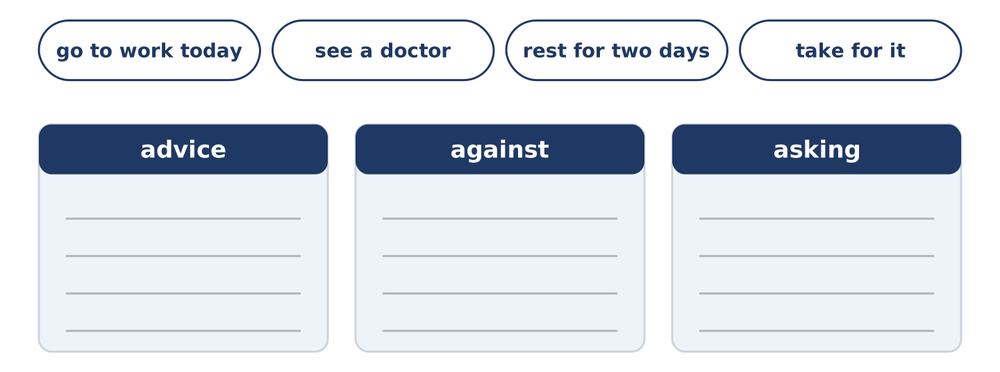 go to work today
see a doctor
rest for two days
take for it
advice
against
asking